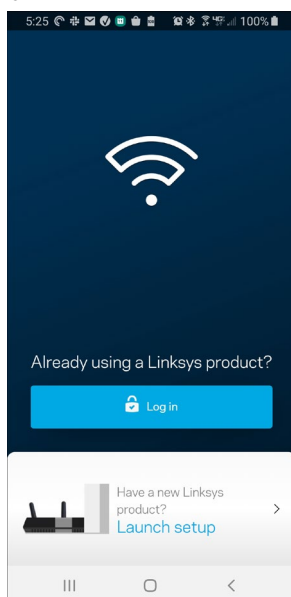 5:25 100%
Already using a Linksys product?
Log in
Have a new Linksys
product?
Launch setup